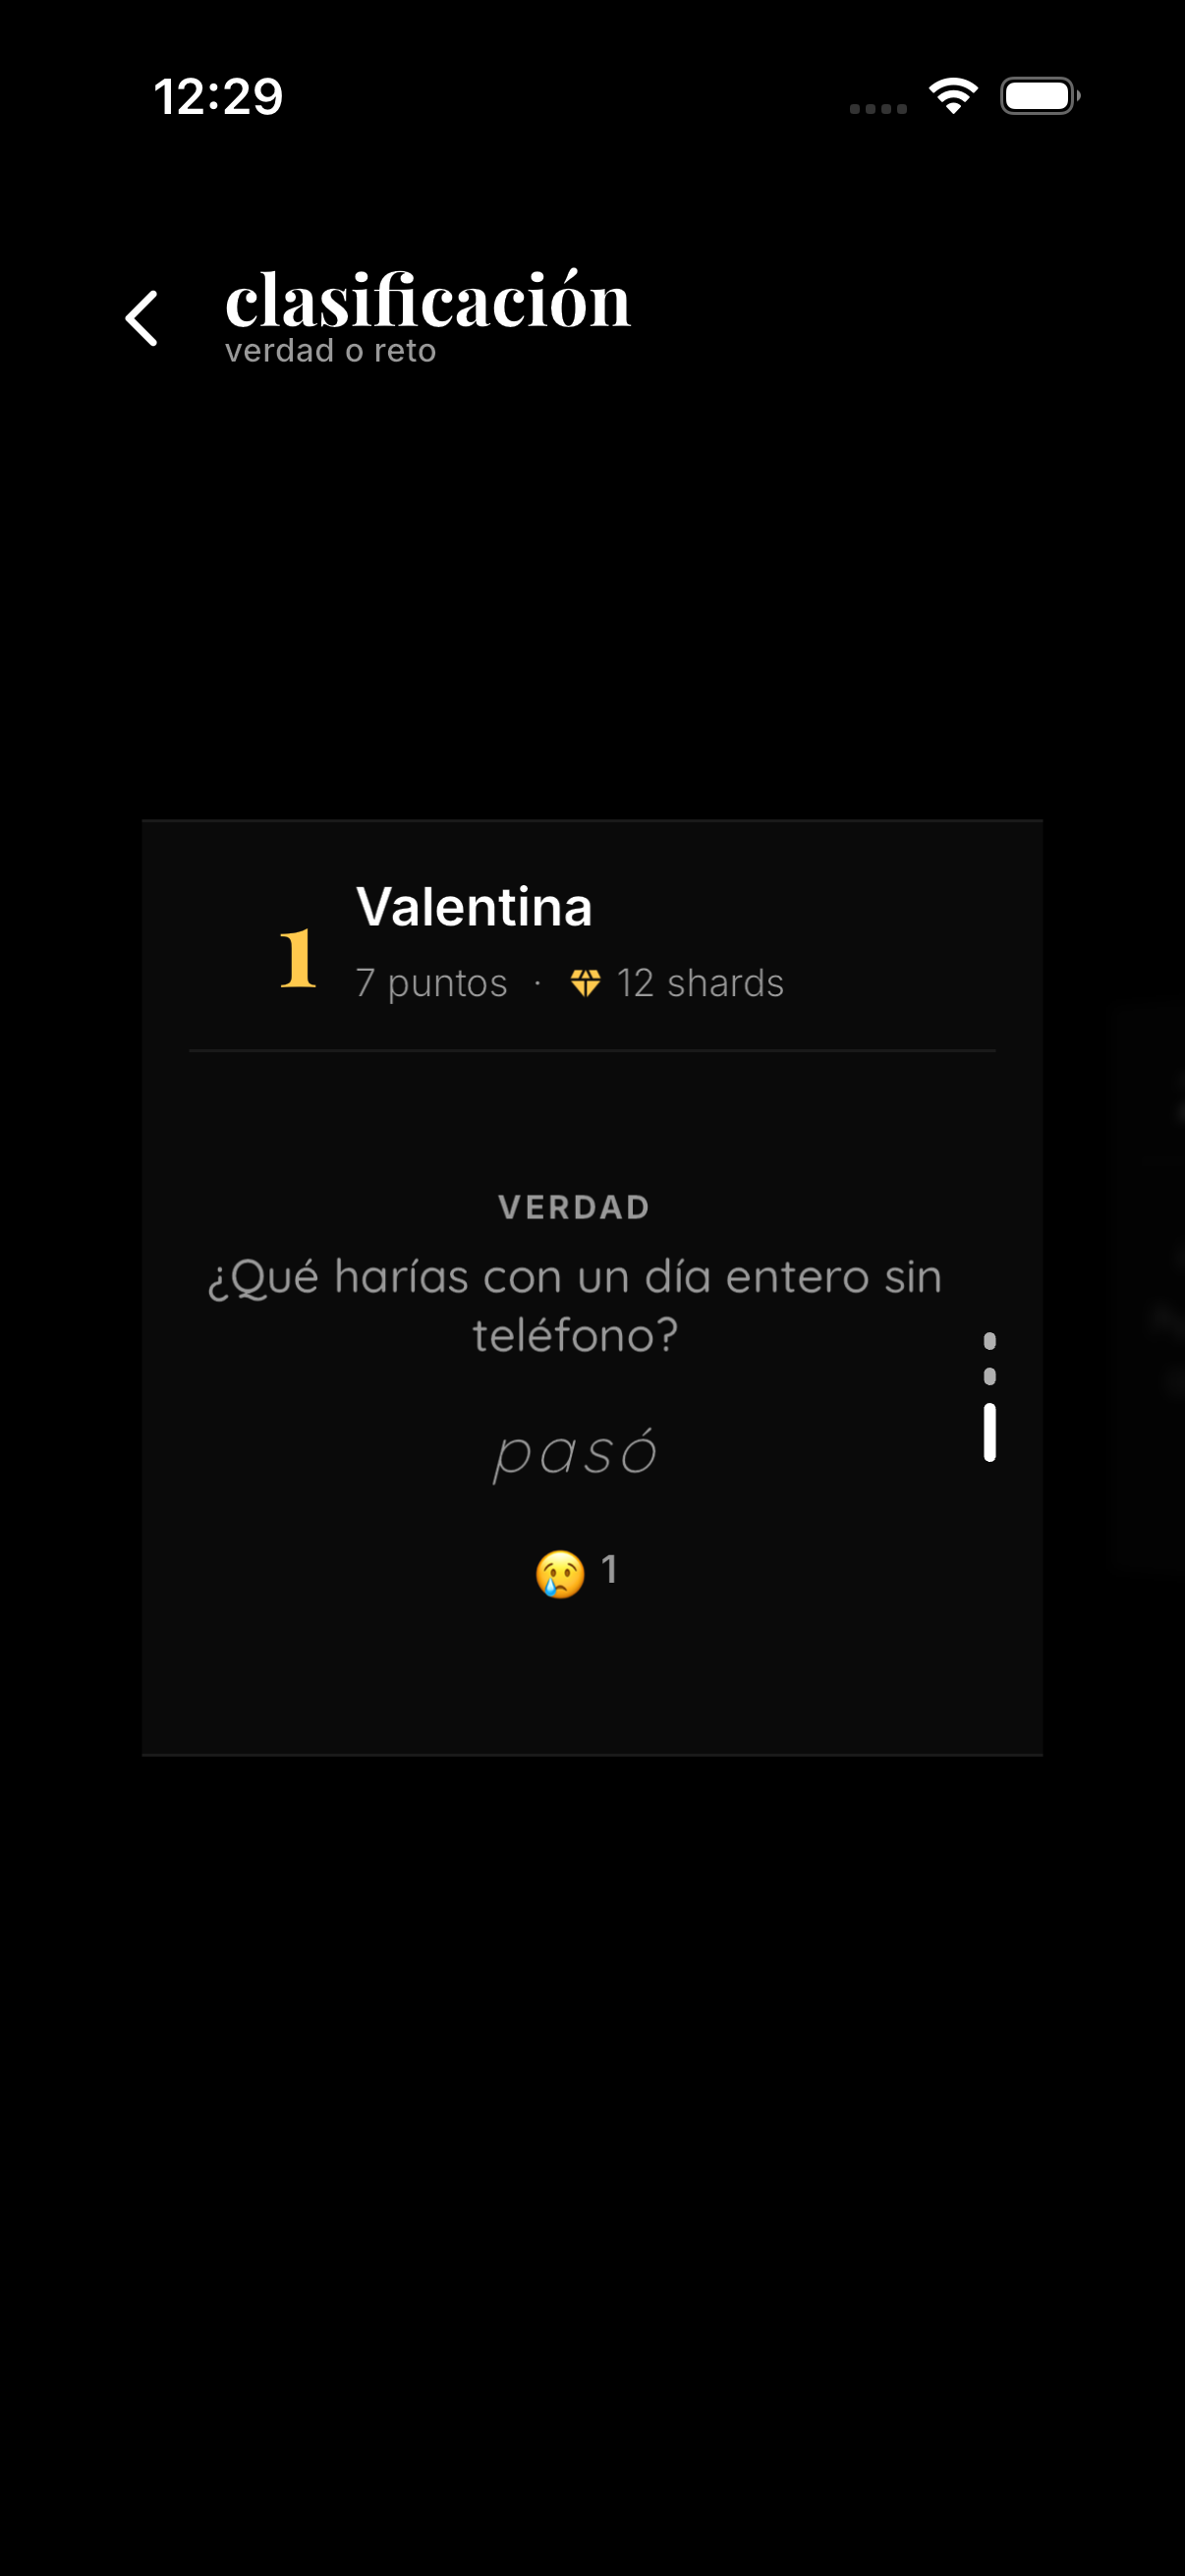 12:29
clasificación
verdad o reto
1
Valentina
7 puntos · 12 shards
VERDAD
¿Qué harías con un día entero sin
teléfono?
pasó
😢 1